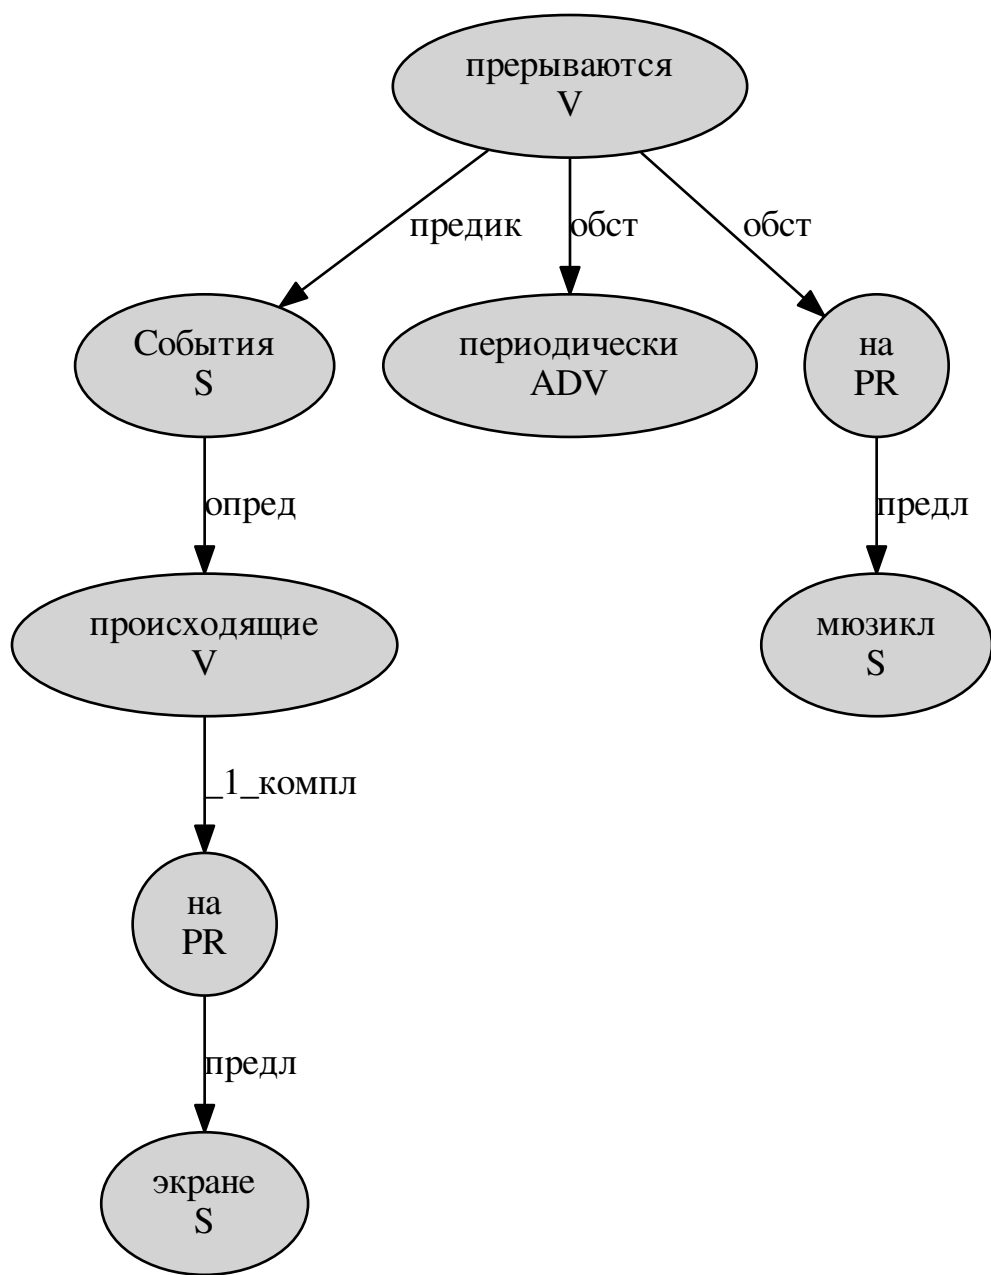 прерываются
V
предик
обст
обст
События
S
периодически
ADV
на
PR
опред
предл
происходящие
V
мюзикл
S
_1_компл
на
PR
предл
экране
S